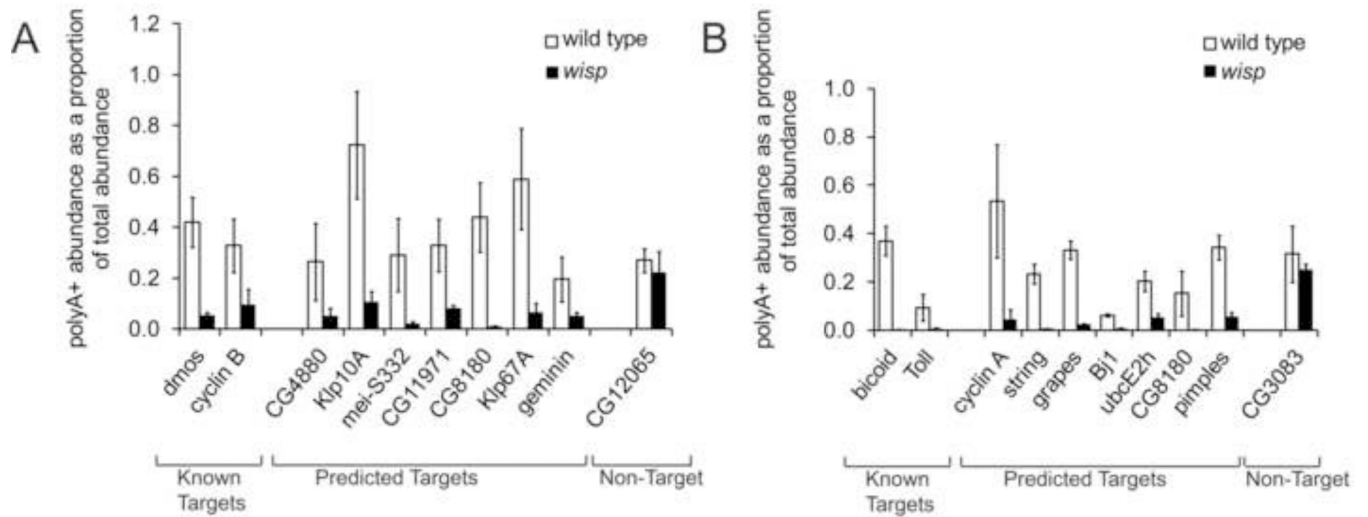 A
polyA+ abundance as a proportion
of total abundance
1.2
1.0
0.8
0.6
0.4
0.2
0.0
wild type
wisp
dmos
cyclin B
CG4880
Klp10A
mei-S332
CG11971
CG8180
Klp67A
geminin
CG12065
Known
Targets
Predicted Targets
Non-Target
B
polyA+ abundance as a proportion
of total abundance
1.0
0.8
0.6
0.4
0.2
0.0
wild type
wisp
bicoid
Toll
cyclin A
string
grapes
Bj1
ubcE2h
CG8180
pimples
CG3083
Known
Targets
Predicted Targets
Non-Target